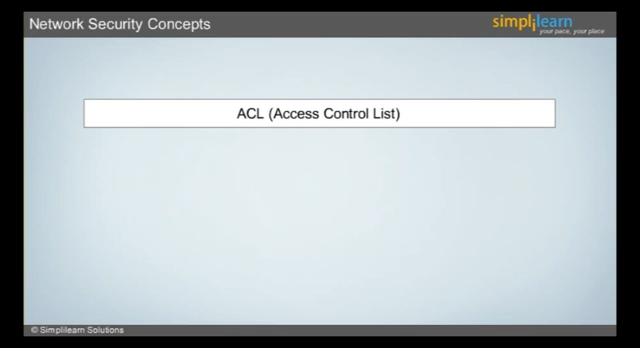 Network Security Concepts
simplilearn
your pace, your place
ACL (Access Control List)
© Simplilearn Solutions